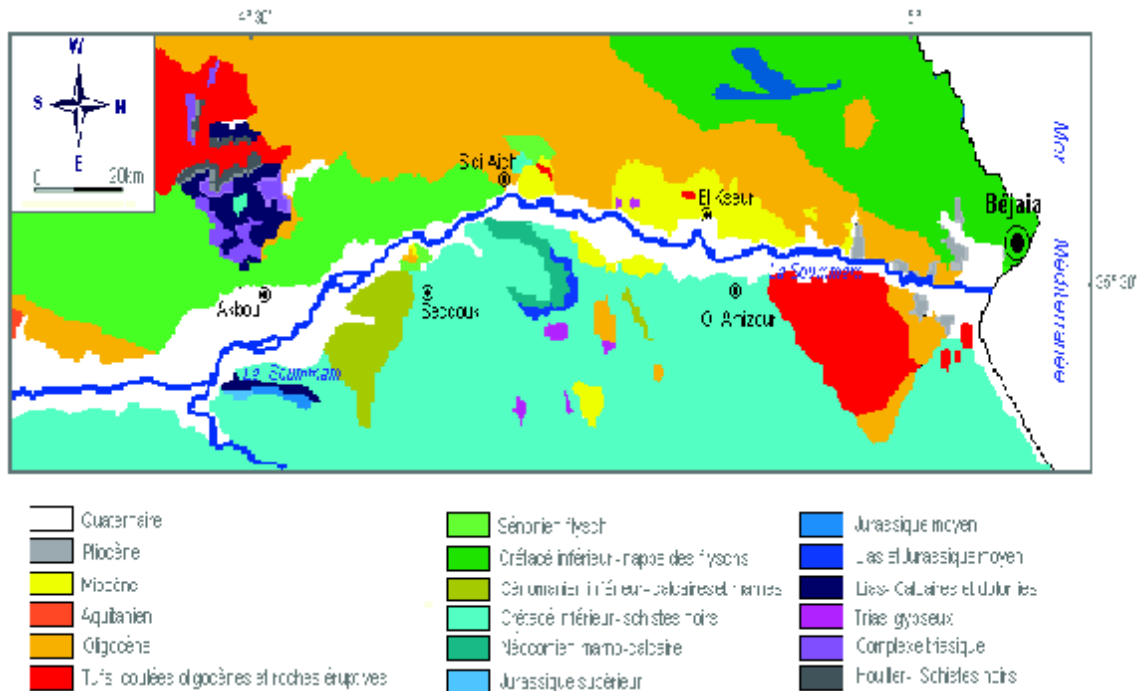 4°30'
5°
W
S
N
E
0 20km
Sidi Aich
El Kseur
Béjaia
Mer
Méditerranée
La Soummam
36°30'
Akbou
Seddouk
O. Amizour
La Soummam
Quaternaire
Pliocène
Miocène
Aquitanien
Oligocène
Tufs, coulées oligocènes et roches éruptives
Sénonien flysch
Crétacé inférieur- nappe des flyschs
Cénomanien inférieur- calcaires et marnes
Crétacé inférieur- schistes noirs
Néocomien marno-calcaire
Jurassique supérieur
Jurassique moyen
Lias et Jurassique moyen
Lias- Calcaires et dolomies
Trias gypseux
Complexe triasique
Houiller- Schistes noirs